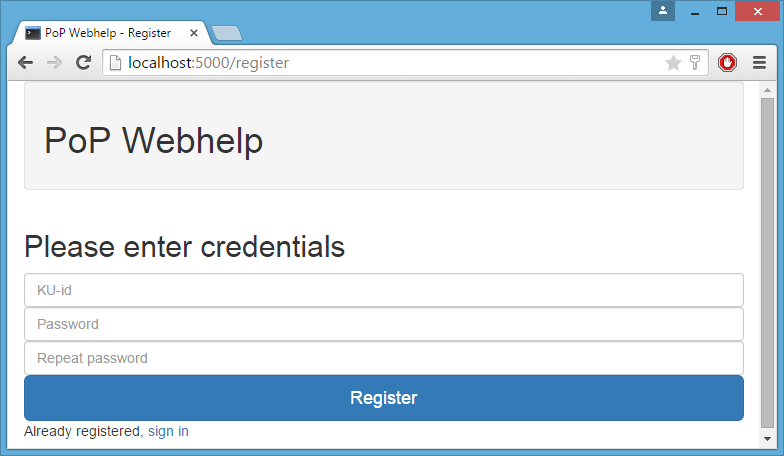 PoP Webhelp - Register
localhost:5000/register
PoP Webhelp
Please enter credentials
KU-id
Password
Repeat password
Register
Already registered, sign in